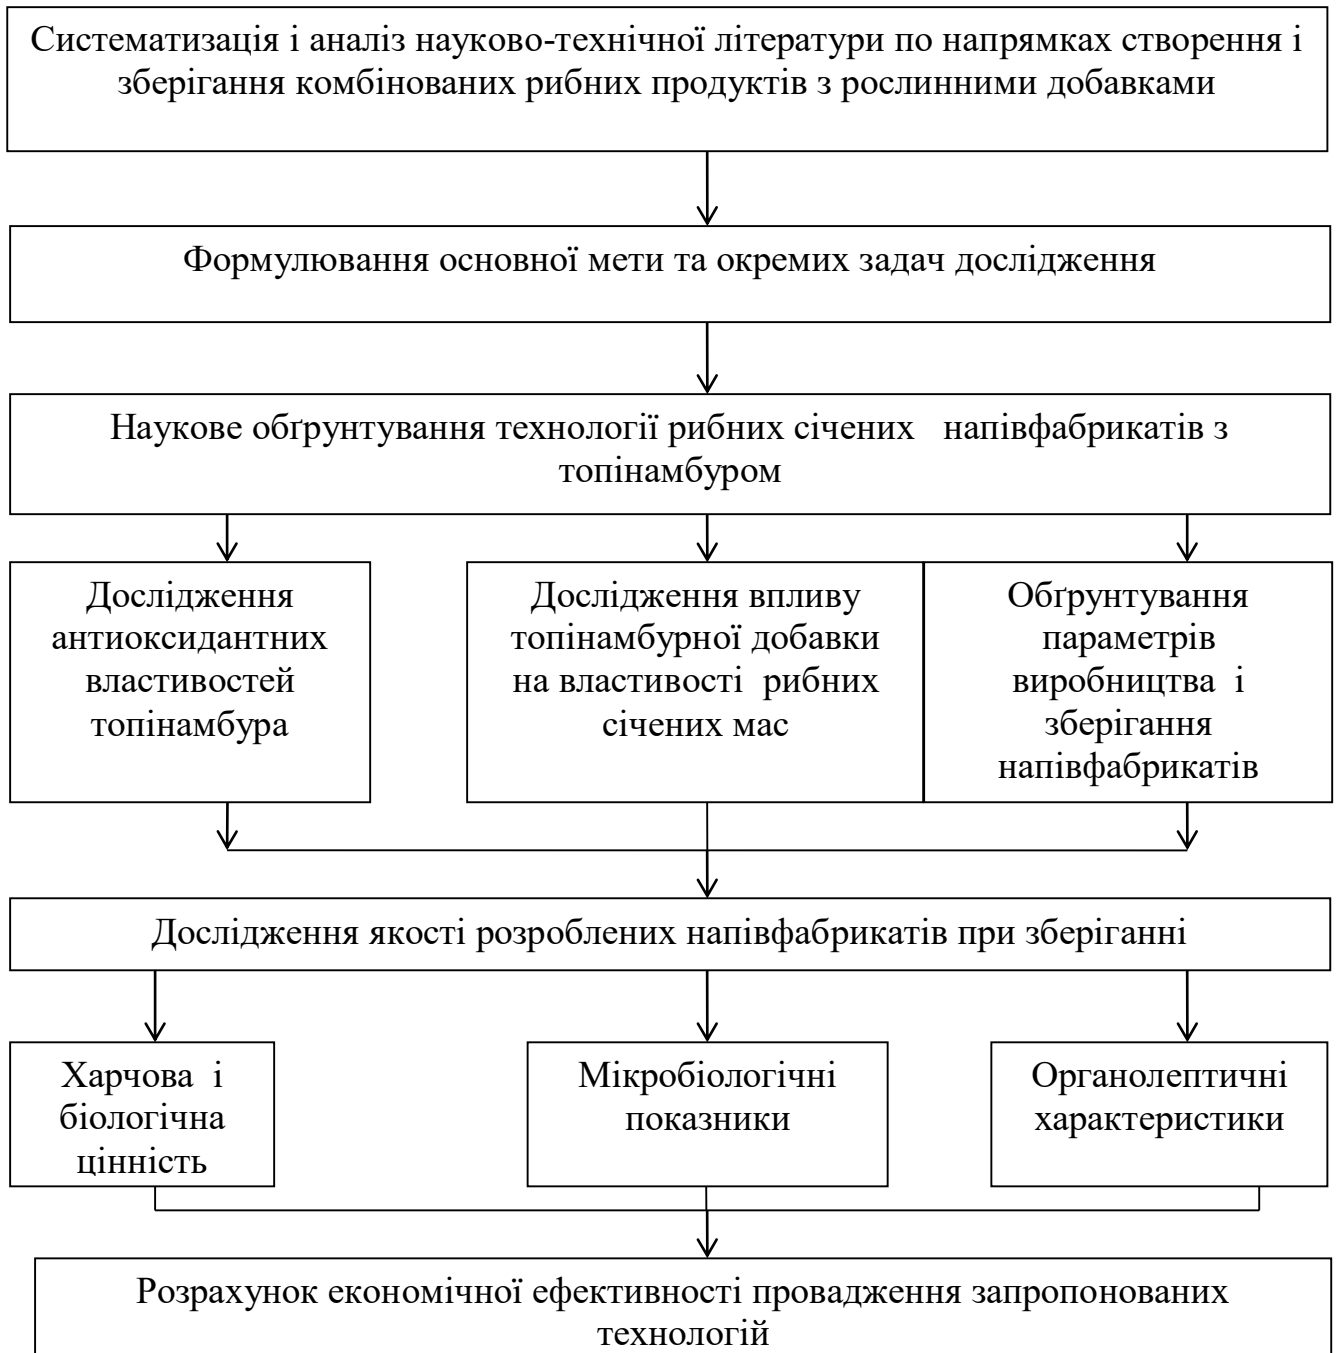 Систематизація і аналіз науково-технічної літератури по напрямках створення і
зберігання комбінованих рибних продуктів з рослинними добавками
Формулювання основної мети та окремих задач дослідження
Наукове обґрунтування технології рибних січених напівфабрикатів з
топінамбуром
Дослідження
антиоксидантних
властивостей
топінамбура
Дослідження впливу
топінамбурної добавки
на властивості рибних
січених мас
Обґрунтування
параметрів
виробництва і
зберігання
напівфабрикатів
Дослідження якості розроблених напівфабрикатів при зберіганні
Харчова і
біологічна
цінність
Мікробіологічні
показники
Органолептичні
характеристики
Розрахунок економічної ефективності провадження запропонованих
технологій